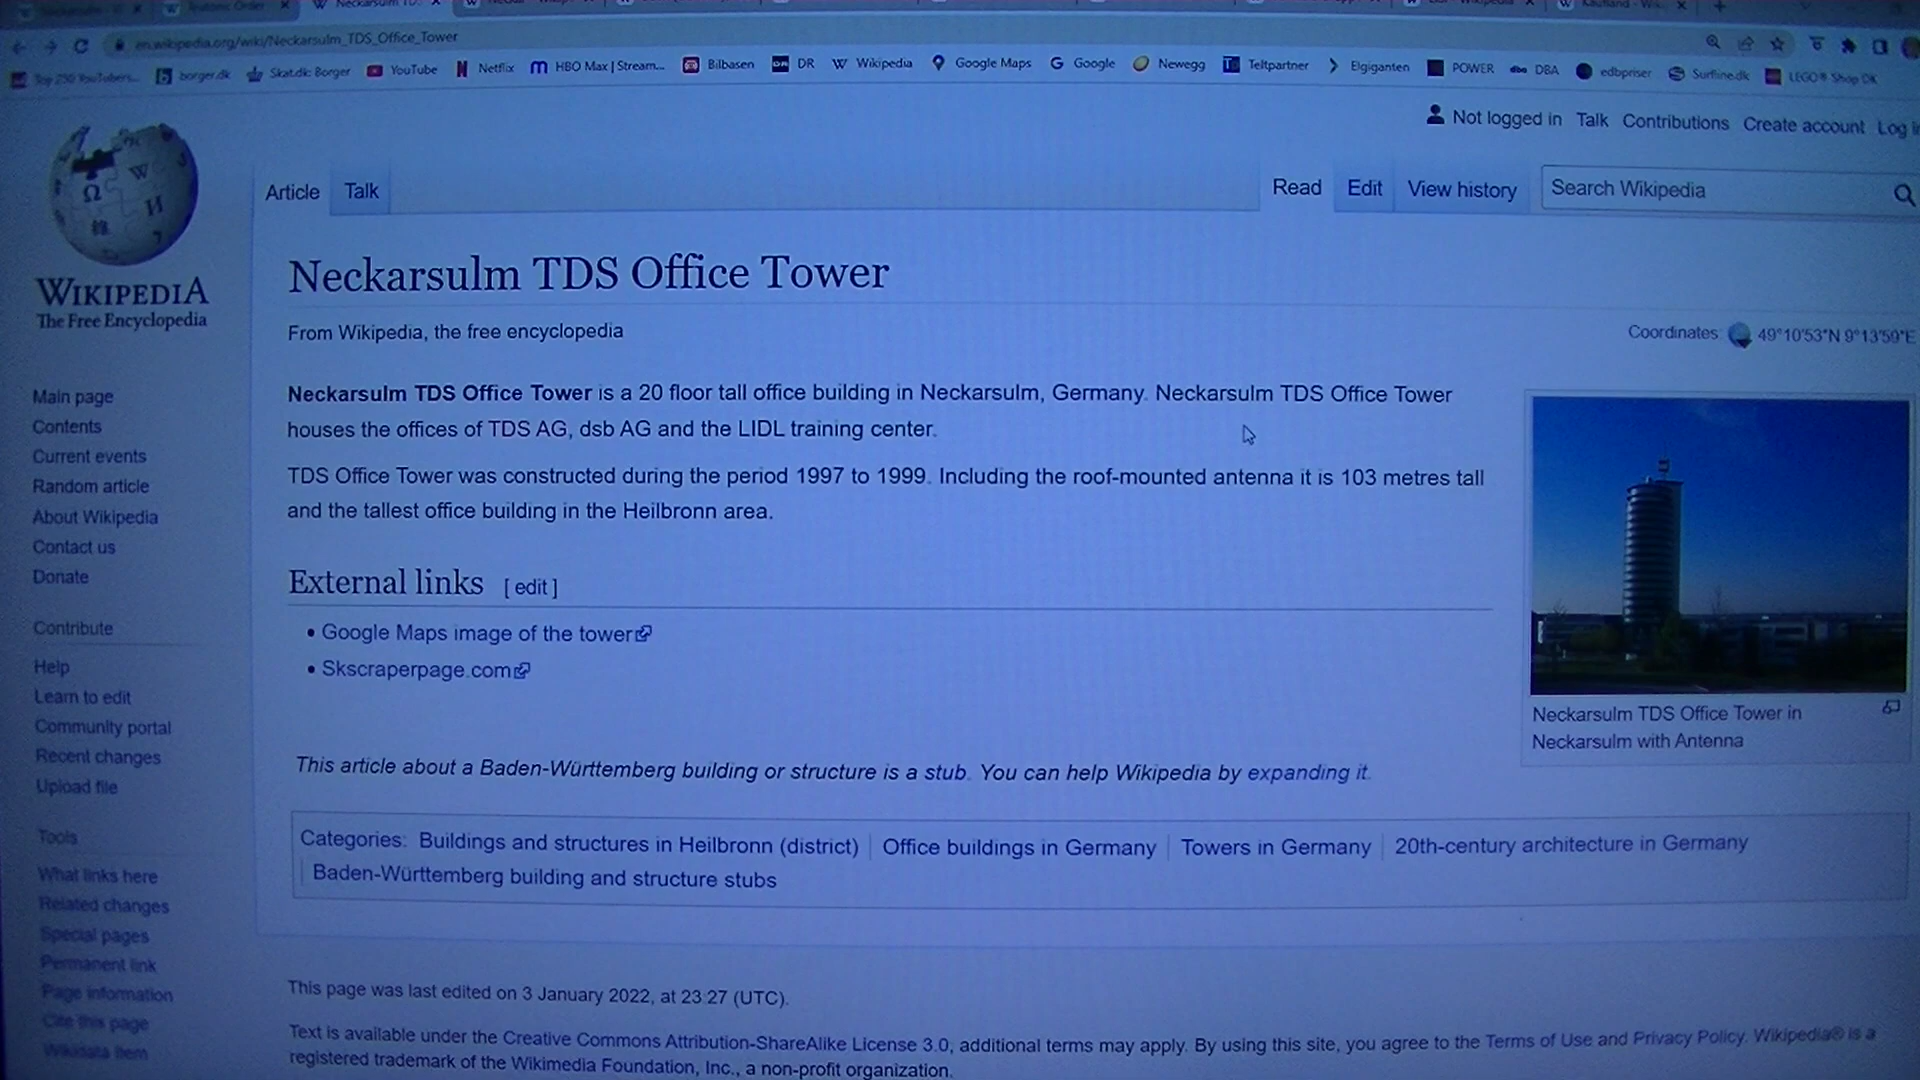 en.wikipedia.org/wiki/Neckarsulm_TDS_Office_Tower
Top 250 YouTubers... borger.dk Skat.dk: Borger YouTube Netflix HBO Max | Stream... Bilbasen DR Wikipedia Google Maps Google Newegg Teltpartner Elgiganten POWER DBA edbpriser Surfline.dk LEGO® Shop DK
Not logged in Talk Contributions Create account Log in
Article Talk Read Edit View history Search Wikipedia
WIKIPEDIA
The Free Encyclopedia
Neckarsulm TDS Office Tower
From Wikipedia, the free encyclopedia
Coordinates: 49°10′53″N 9°13′59″E
Neckarsulm TDS Office Tower is a 20 floor tall office building in Neckarsulm, Germany. Neckarsulm TDS Office Tower
houses the offices of TDS AG, dsb AG and the LIDL training center.
TDS Office Tower was constructed during the period 1997 to 1999. Including the roof-mounted antenna it is 103 metres tall
and the tallest office building in the Heilbronn area.
External links [ edit ]
• Google Maps image of the tower
• Skscraperpage.com
Neckarsulm TDS Office Tower in
Neckarsulm with Antenna
This article about a Baden-Württemberg building or structure is a stub. You can help Wikipedia by expanding it.
Categories: Buildings and structures in Heilbronn (district) | Office buildings in Germany | Towers in Germany | 20th-century architecture in Germany
| Baden-Württemberg building and structure stubs
This page was last edited on 3 January 2022, at 23:27 (UTC).
Text is available under the Creative Commons Attribution-ShareAlike License 3.0; additional terms may apply. By using this site, you agree to the Terms of Use and Privacy Policy. Wikipedia® is a
registered trademark of the Wikimedia Foundation, Inc., a non-profit organization.
Main page
Contents
Current events
Random article
About Wikipedia
Contact us
Donate
Contribute
Help
Learn to edit
Community portal
Recent changes
Upload file
Tools
What links here
Related changes
Special pages
Permanent link
Page information
Cite this page
Wikidata item